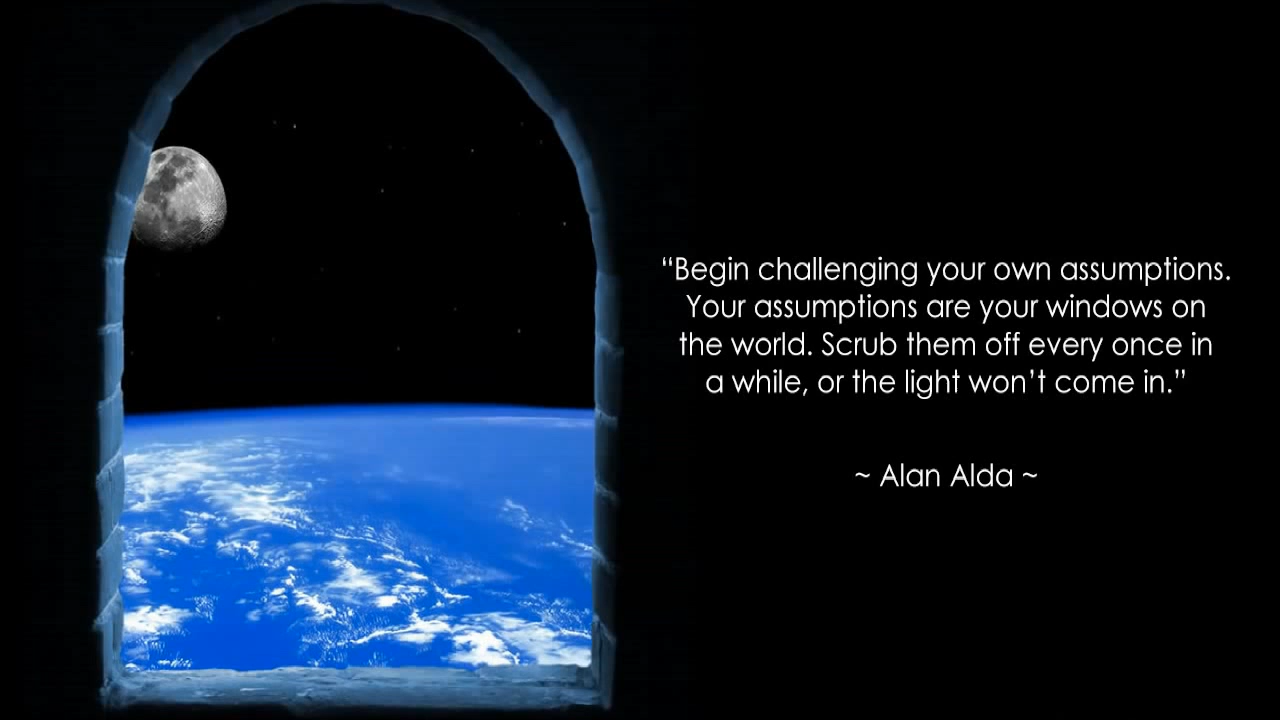 “Begin challenging your own assumptions.
Your assumptions are your windows on
the world. Scrub them off every once in
a while, or the light won’t come in.”
~ Alan Alda ~